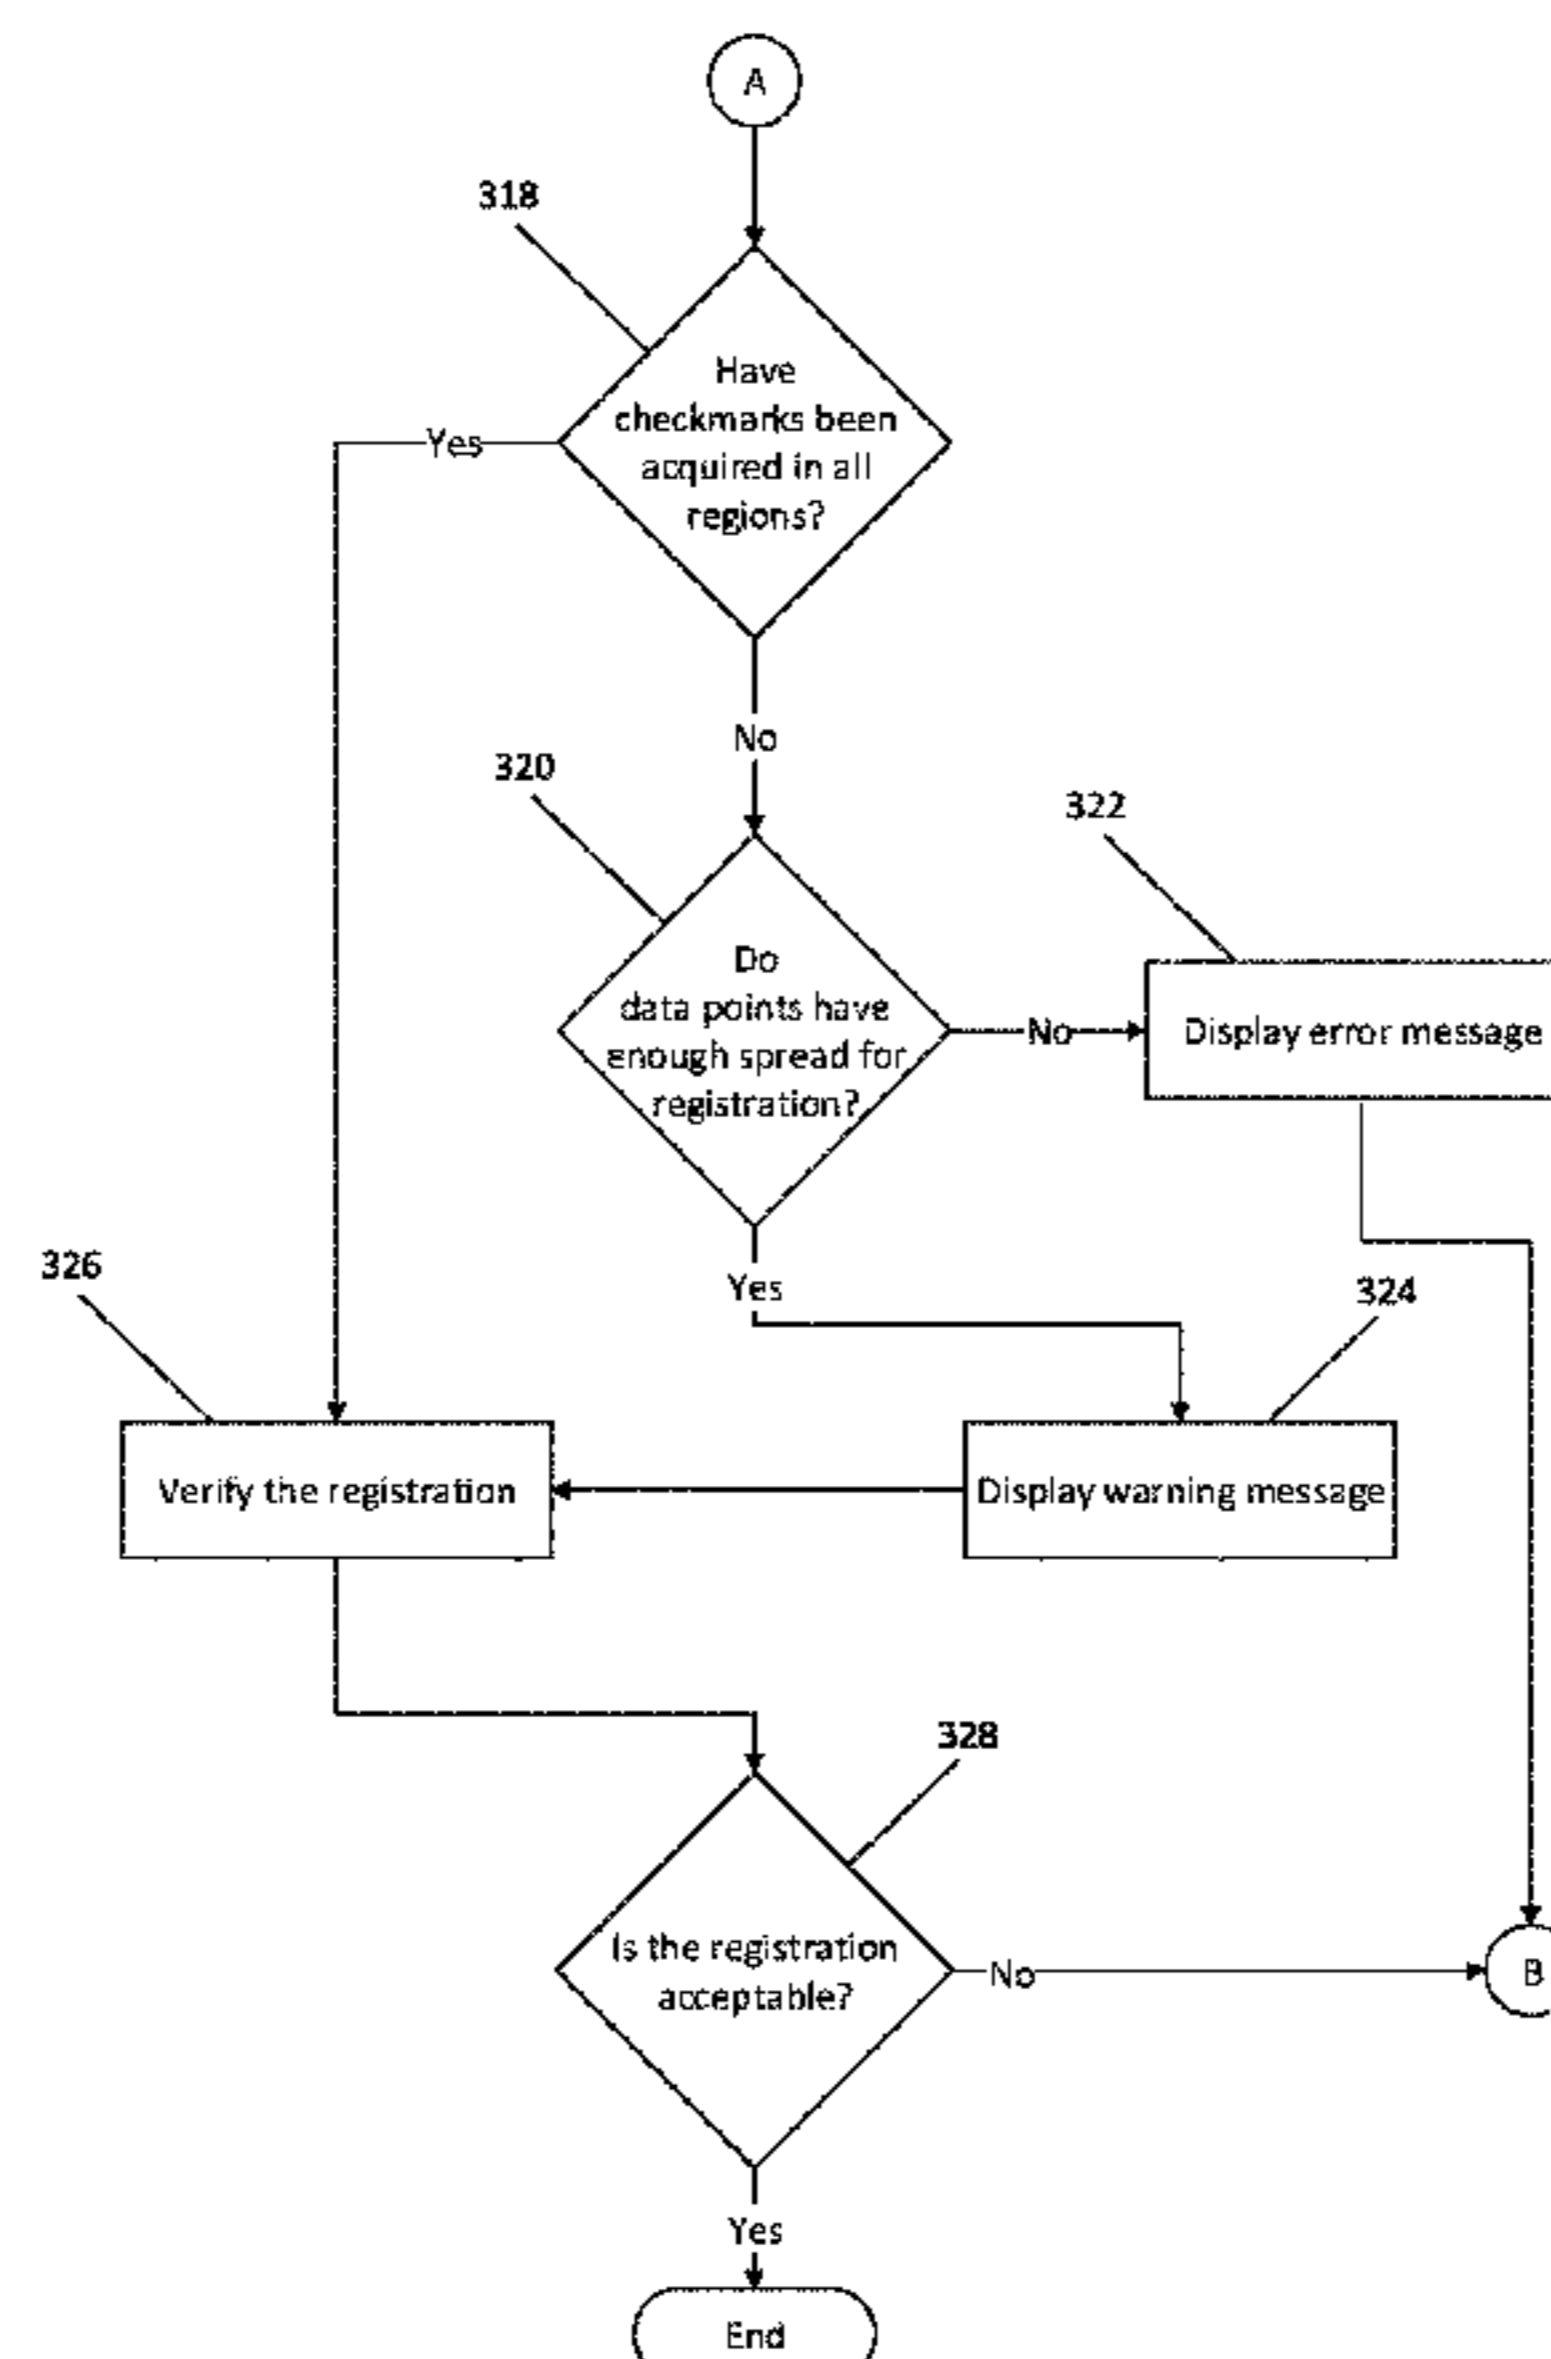 A
318
Have
checkmarks been
acquired in all
regions?
Yes
No
320
322
Do
data points have
enough spread for
registration?
No
Display error message
326
Yes
324
Verify the registration
Display warning message
328
Is the registration
acceptable?
No
B
Yes
End